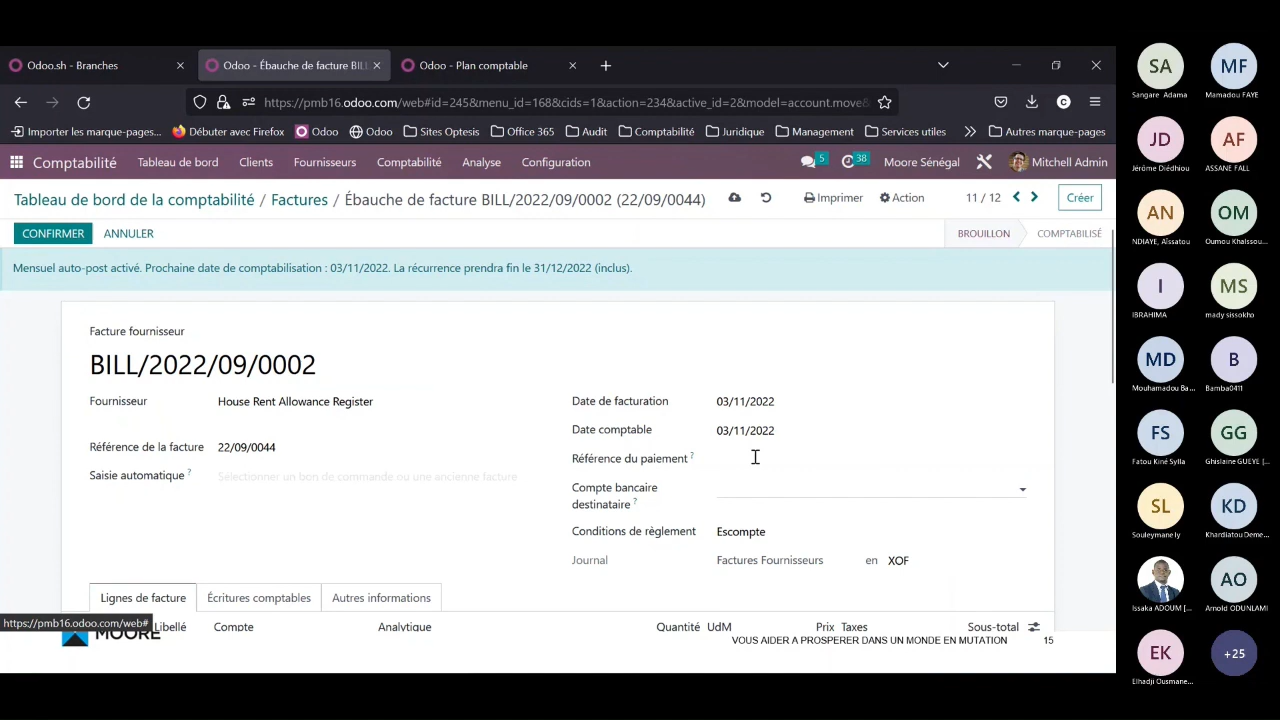 Odoo.sh - Branches
Odoo - Ébauche de facture BILL
Odoo - Plan comptable
https://pmb16.odoo.com/web#id=245&menu_id=168&cids=1&action=234&active_id=2&model=account.move&
Importer les marque-pages... Débuter avec Firefox Odoo Odoo Sites Optesis Office 365 Audit Comptabilité Juridique Management Services utiles Autres marque-pages
Comptabilité Tableau de bord Clients Fournisseurs Comptabilité Analyse Configuration 5 38 Moore Sénégal Mitchell Admin
Tableau de bord de la comptabilité / Factures / Ébauche de facture BILL/2022/09/0002 (22/09/0044) Imprimer Action 11 / 12 Créer
CONFIRMER ANNULER BROUILLON COMPTABILISÉ
Mensuel auto-post activé. Prochaine date de comptabilisation : 03/11/2022. La récurrence prendra fin le 31/12/2022 (inclus).
Facture fournisseur
BILL/2022/09/0002
Fournisseur House Rent Allowance Register
Référence de la facture 22/09/0044
Saisie automatique ? Sélectionner un bon de commande ou une ancienne facture
Date de facturation 03/11/2022
Date comptable 03/11/2022
Référence du paiement ?
Compte bancaire
destinataire ?
Conditions de règlement Escompte
Journal Factures Fournisseurs en XOF
Lignes de facture Écritures comptables Autres informations
Libellé Compte Analytique Quantité UdM Prix Taxes Sous-total
https://pmb16.odoo.com/web#
MOORE
VOUS AIDER A PROSPERER DANS UN MONDE EN MUTATION 15
SA MF
Sangare Adama Mamadou FAYE
JD AF
Jérôme Diédhiou ASSANE FALL
AN OM
NDIAYE, Aïssatou Oumou Khaïssou...
I MS
IBRAHIMA mady sissokho
MD B
Mouhamadou Ba... Bamba0411
FS GG
Fatou Kiné Sylla Ghislaine GUEYE [...
SL KD
Souleymane ly Khardiatou Deme...
AO
Issaka ADOUM [... Arnold ODUNLAMI
EK +25
Elhadji Ousmane...